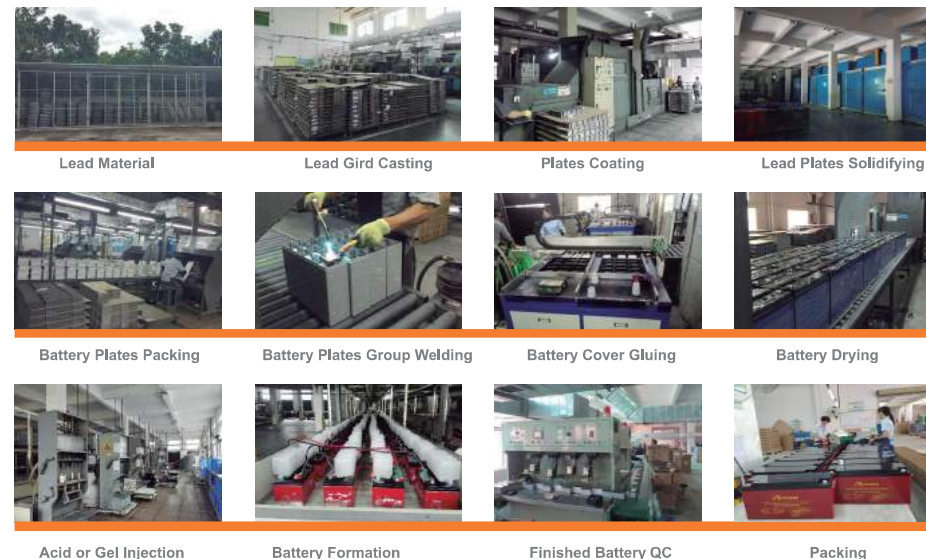 Lead Material
Lead Gird Casting
Plates Coating
Lead Plates Solidifying
Battery Plates Packing
Battery Plates Group Welding
Battery Cover Gluing
Battery Drying
Acid or Gel Injection
Battery Formation
Finished Battery QC
Packing